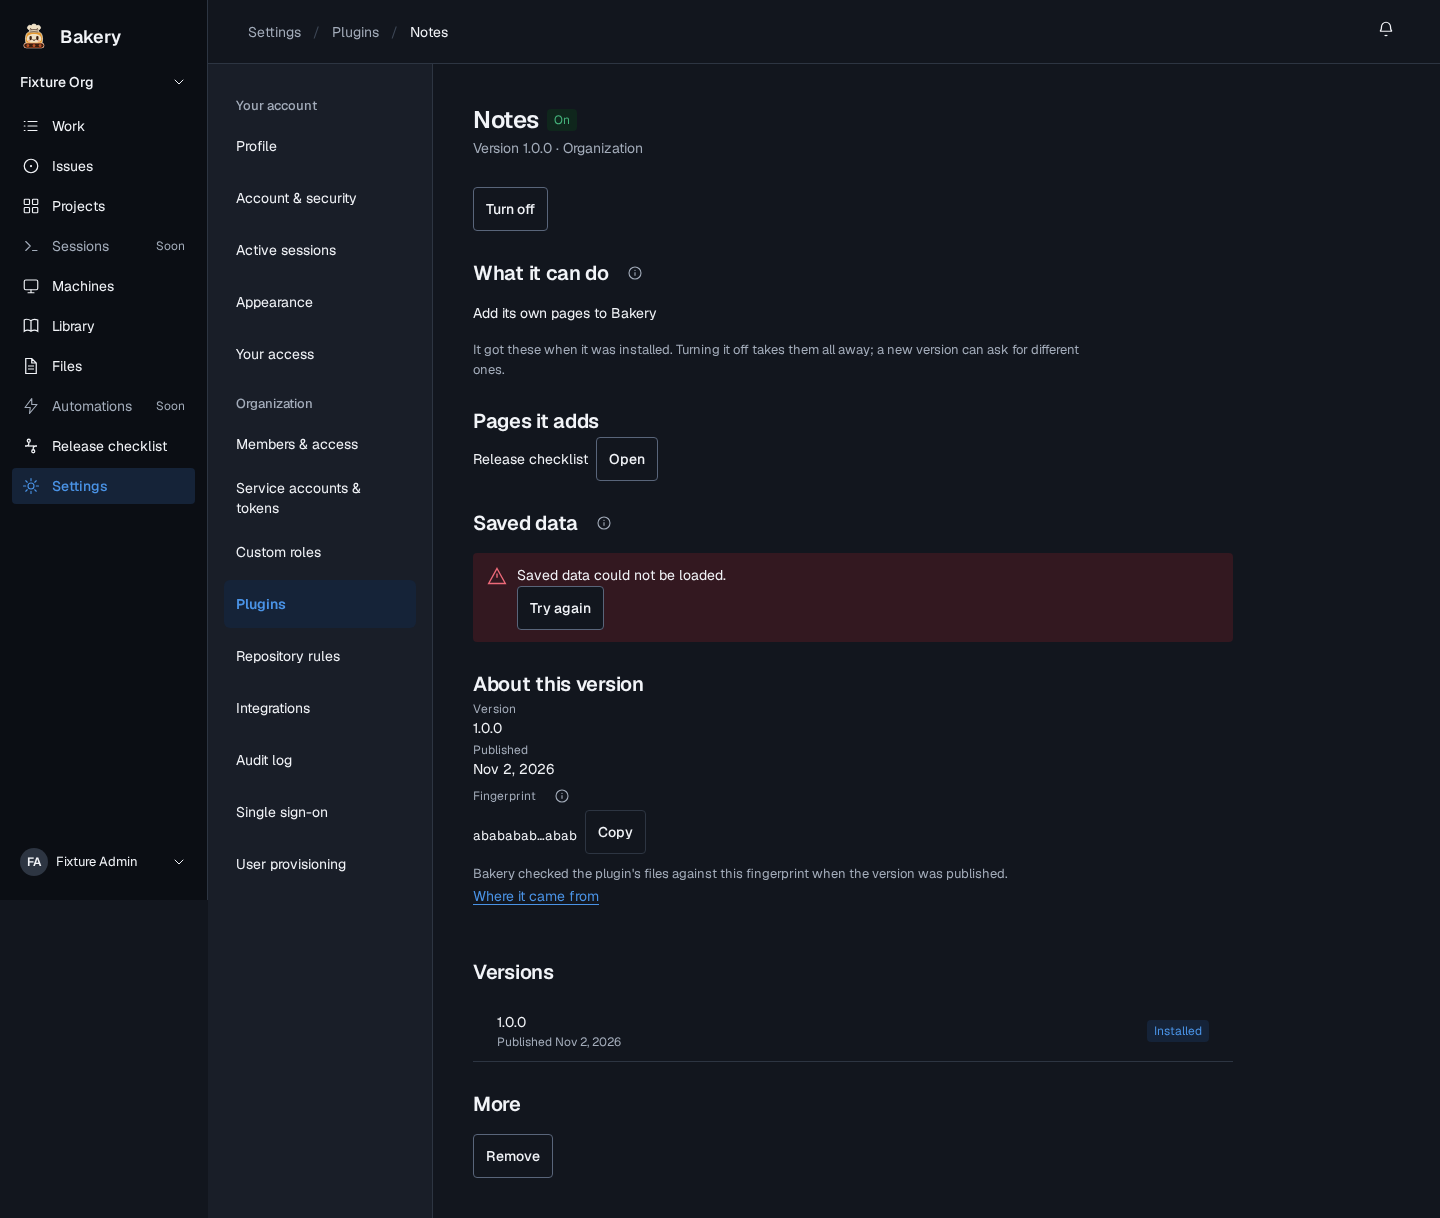 Bakery
Fixture Org
Work
Issues
Projects
Sessions Soon
Machines
Library
Files
Automations Soon
Release checklist
Settings
FA Fixture Admin
Settings / Plugins / Notes
Your account
Profile
Account & security
Active sessions
Appearance
Your access
Organization
Members & access
Service accounts &
tokens
Custom roles
Plugins
Repository rules
Integrations
Audit log
Single sign-on
User provisioning
Notes On
Version 1.0.0 · Organization
Turn off
What it can do
Add its own pages to Bakery
It got these when it was installed. Turning it off takes them all away; a new version can ask for different
ones.
Pages it adds
Release checklist Open
Saved data
Saved data could not be loaded.
Try again
About this version
Version
1.0.0
Published
Nov 2, 2026
Fingerprint
abababab…abab Copy
Bakery checked the plugin's files against this fingerprint when the version was published.
Where it came from
Versions
1.0.0
Published Nov 2, 2026
Installed
More
Remove